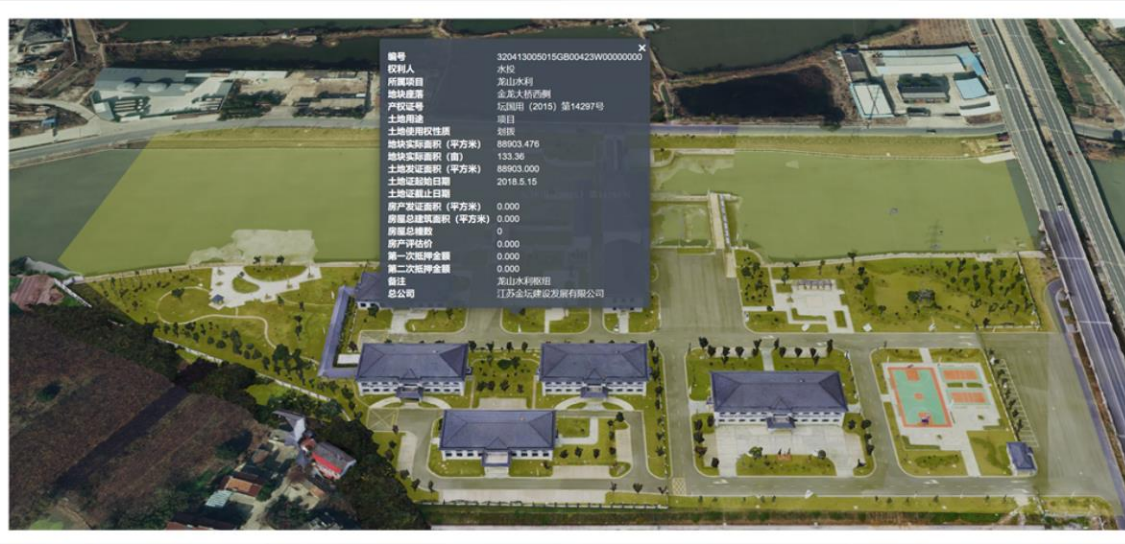 编号 320413005015GB00423W00000000
权利人 水投
所属项目 龙山水利
地块座落 金龙大桥西侧
产权证号 坛国用（2015）第14297号
土地用途 项目
土地使用权性质 划拔
地块实际面积（平方米） 88903.476
地块实际面积（亩） 133.36
土地发证面积（平方米） 88903.000
土地证起始日期 2018.5.15
土地证截止日期
房产发证面积（平方米） 0.000
房屋总建筑面积（平方米） 0.000
房屋总幢数 0
房产评估价 0.000
第一次抵押金额 0.000
第二次抵押金额 0.000
备注 龙山水利枢纽
总公司 江苏金坛建设发展有限公司